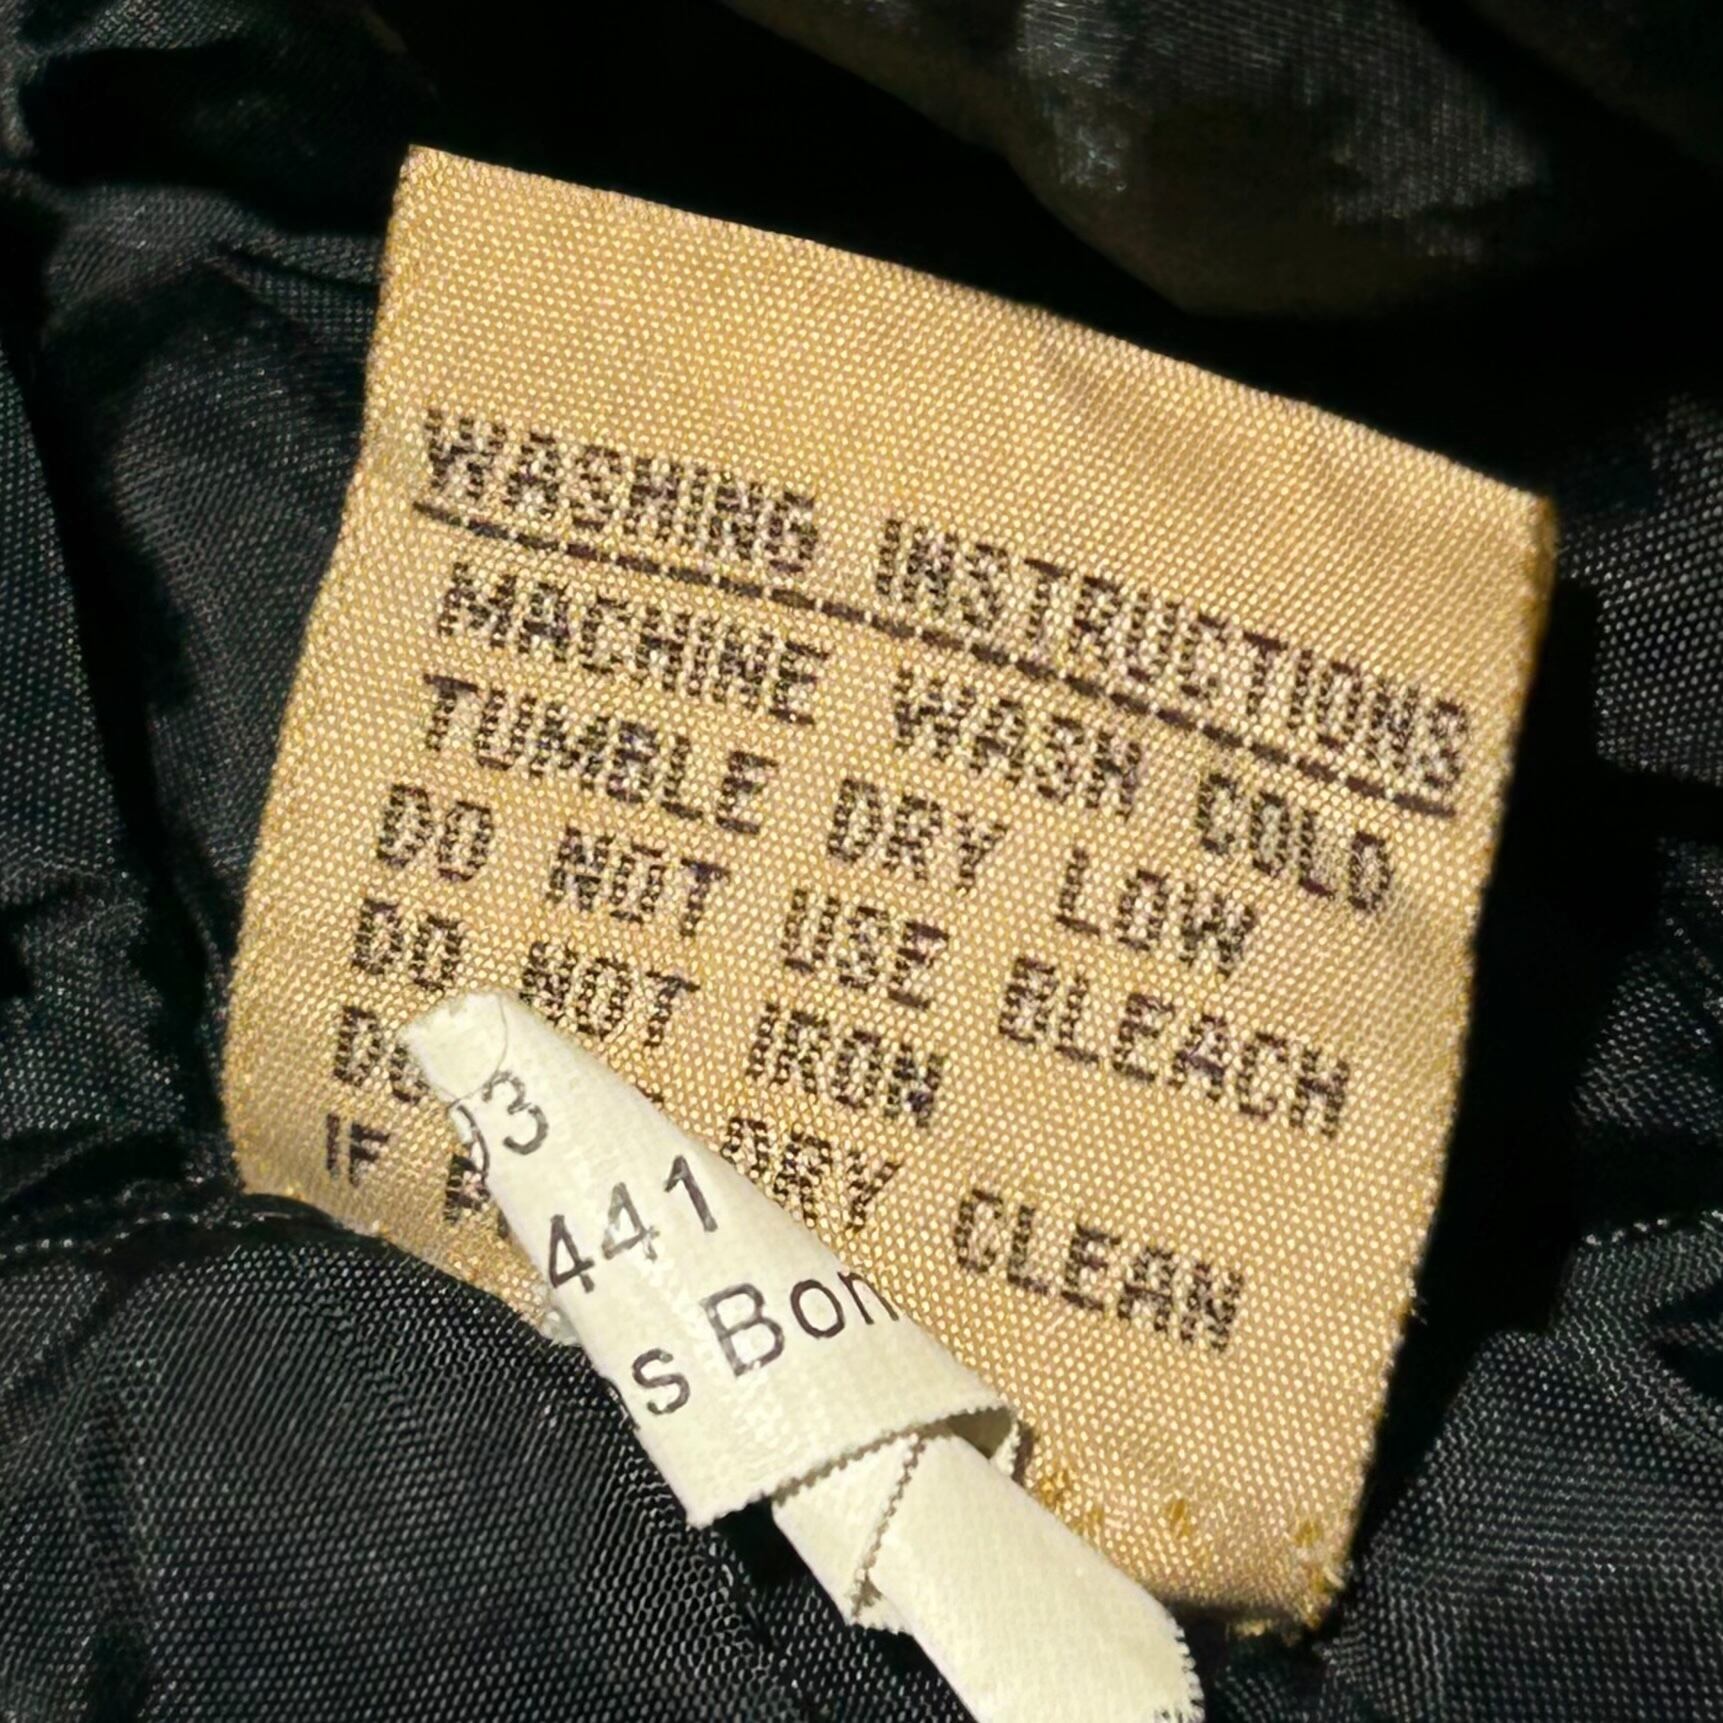 WASHING INSTRUCTIONS
MACHINE WASH COLD
TUMBLE DRY LOW
DO NOT USE BLEACH
DO NOT IRON
DO DRY CLEAN
IF
3
441
s Bon